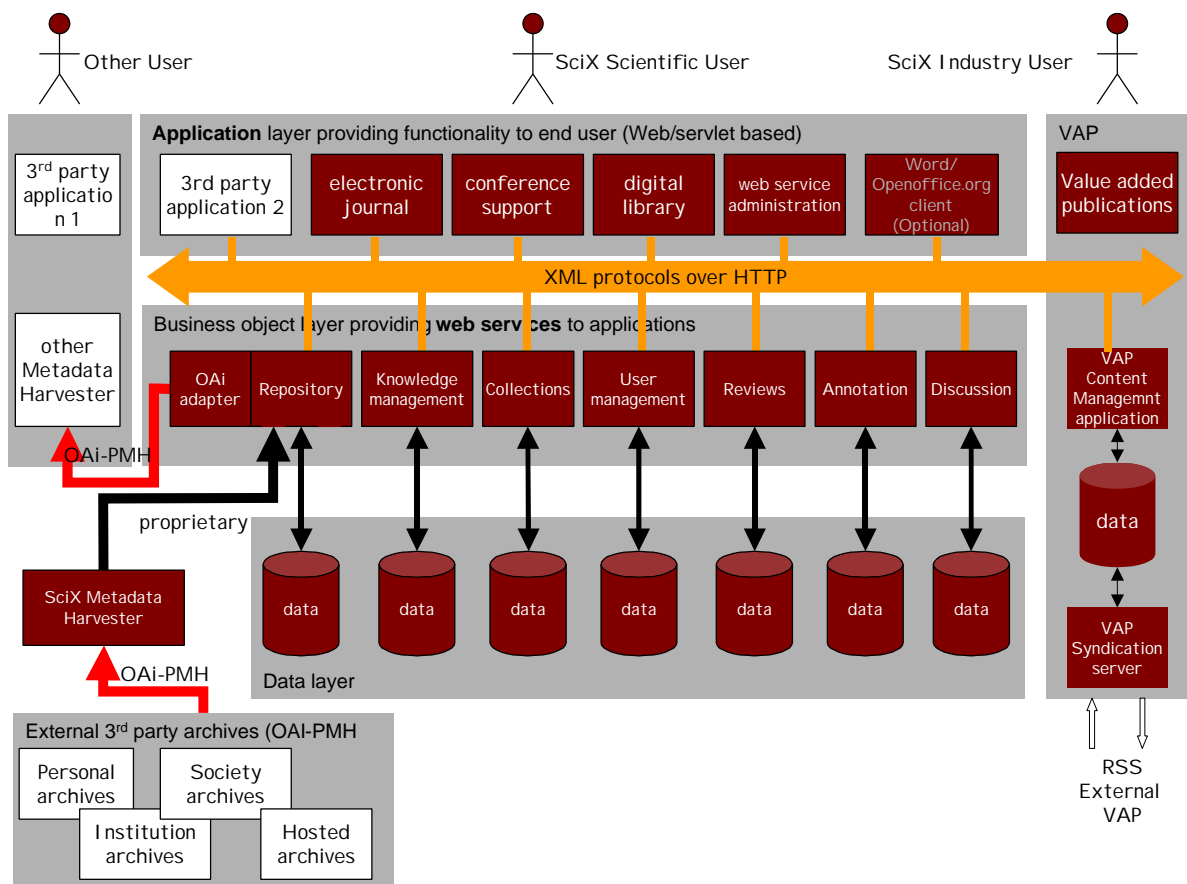 Other User
SciX Scientific User
SciX Industry User
Application layer providing functionality to end user (Web/servlet based)
VAP
3rd party
applicatio
n 1
3rd party
application 2
electronic
journal
conference
support
digital
library
web service
administration
Word/
Openoffice.org
client
(Optional)
Value added
publications
XML protocols over HTTP
Business object layer providing web services to applications
other
Metadata
Harvester
OAi
adapter
Repository
Knowledge
management
Collections
User
management
Reviews
Annotation
Discussion
VAP
Content
Managemnt
application
OAi-PMH
proprietary
data
SciX Metadata
Harvester
data
data
data
data
data
data
data
VAP
Syndication
server
OAi-PMH
Data layer
External 3rd party archives (OAI-PMH
Personal
archives
Society
archives
Institution
archives
Hosted
archives
RSS
External
VAP